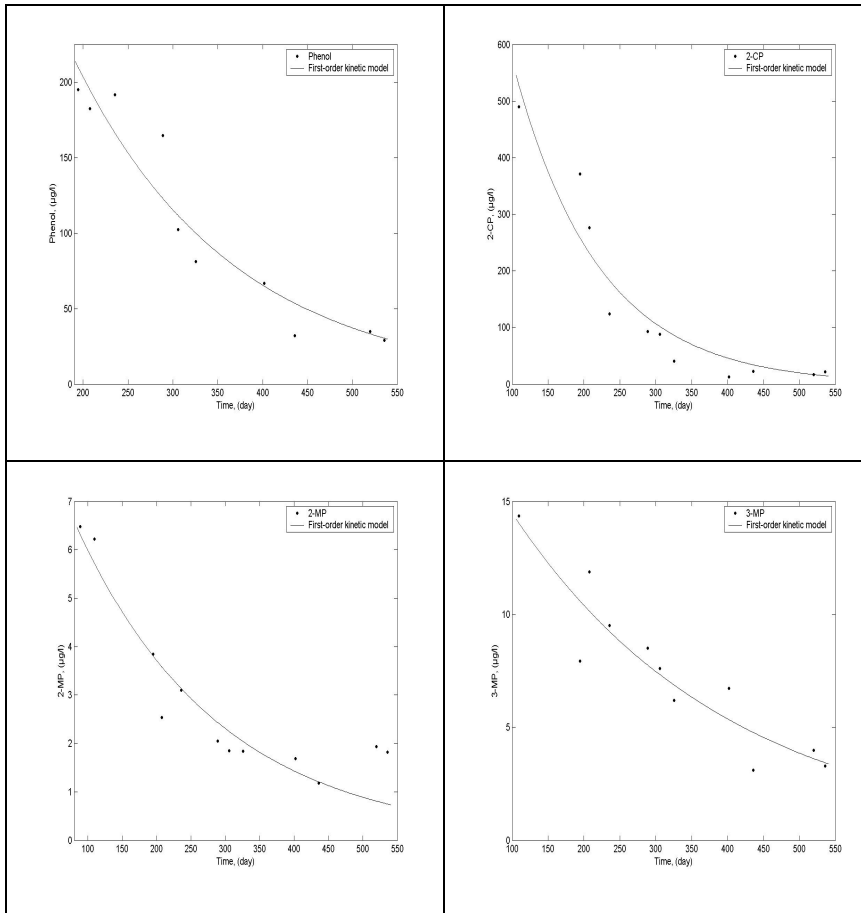 Phenol
First-order kinetic model
200
150
100
50
0
Phenol, (µg/l)
200 250 300 350 400 450 500 550
Time, (day)
2-CP
First-order kinetic model
600
500
400
300
200
100
0
2-CP, (µg/l)
100 150 200 250 300 350 400 450 500 550
Time, (day)
2-MP
First-order kinetic model
7
6
5
4
3
2
1
0
2-MP, (µg/l)
100 150 200 250 300 350 400 450 500 550
Time, (day)
3-MP
First-order kinetic model
15
10
5
0
3-MP, (µg/l)
100 150 200 250 300 350 400 450 500 550
Time, (day)